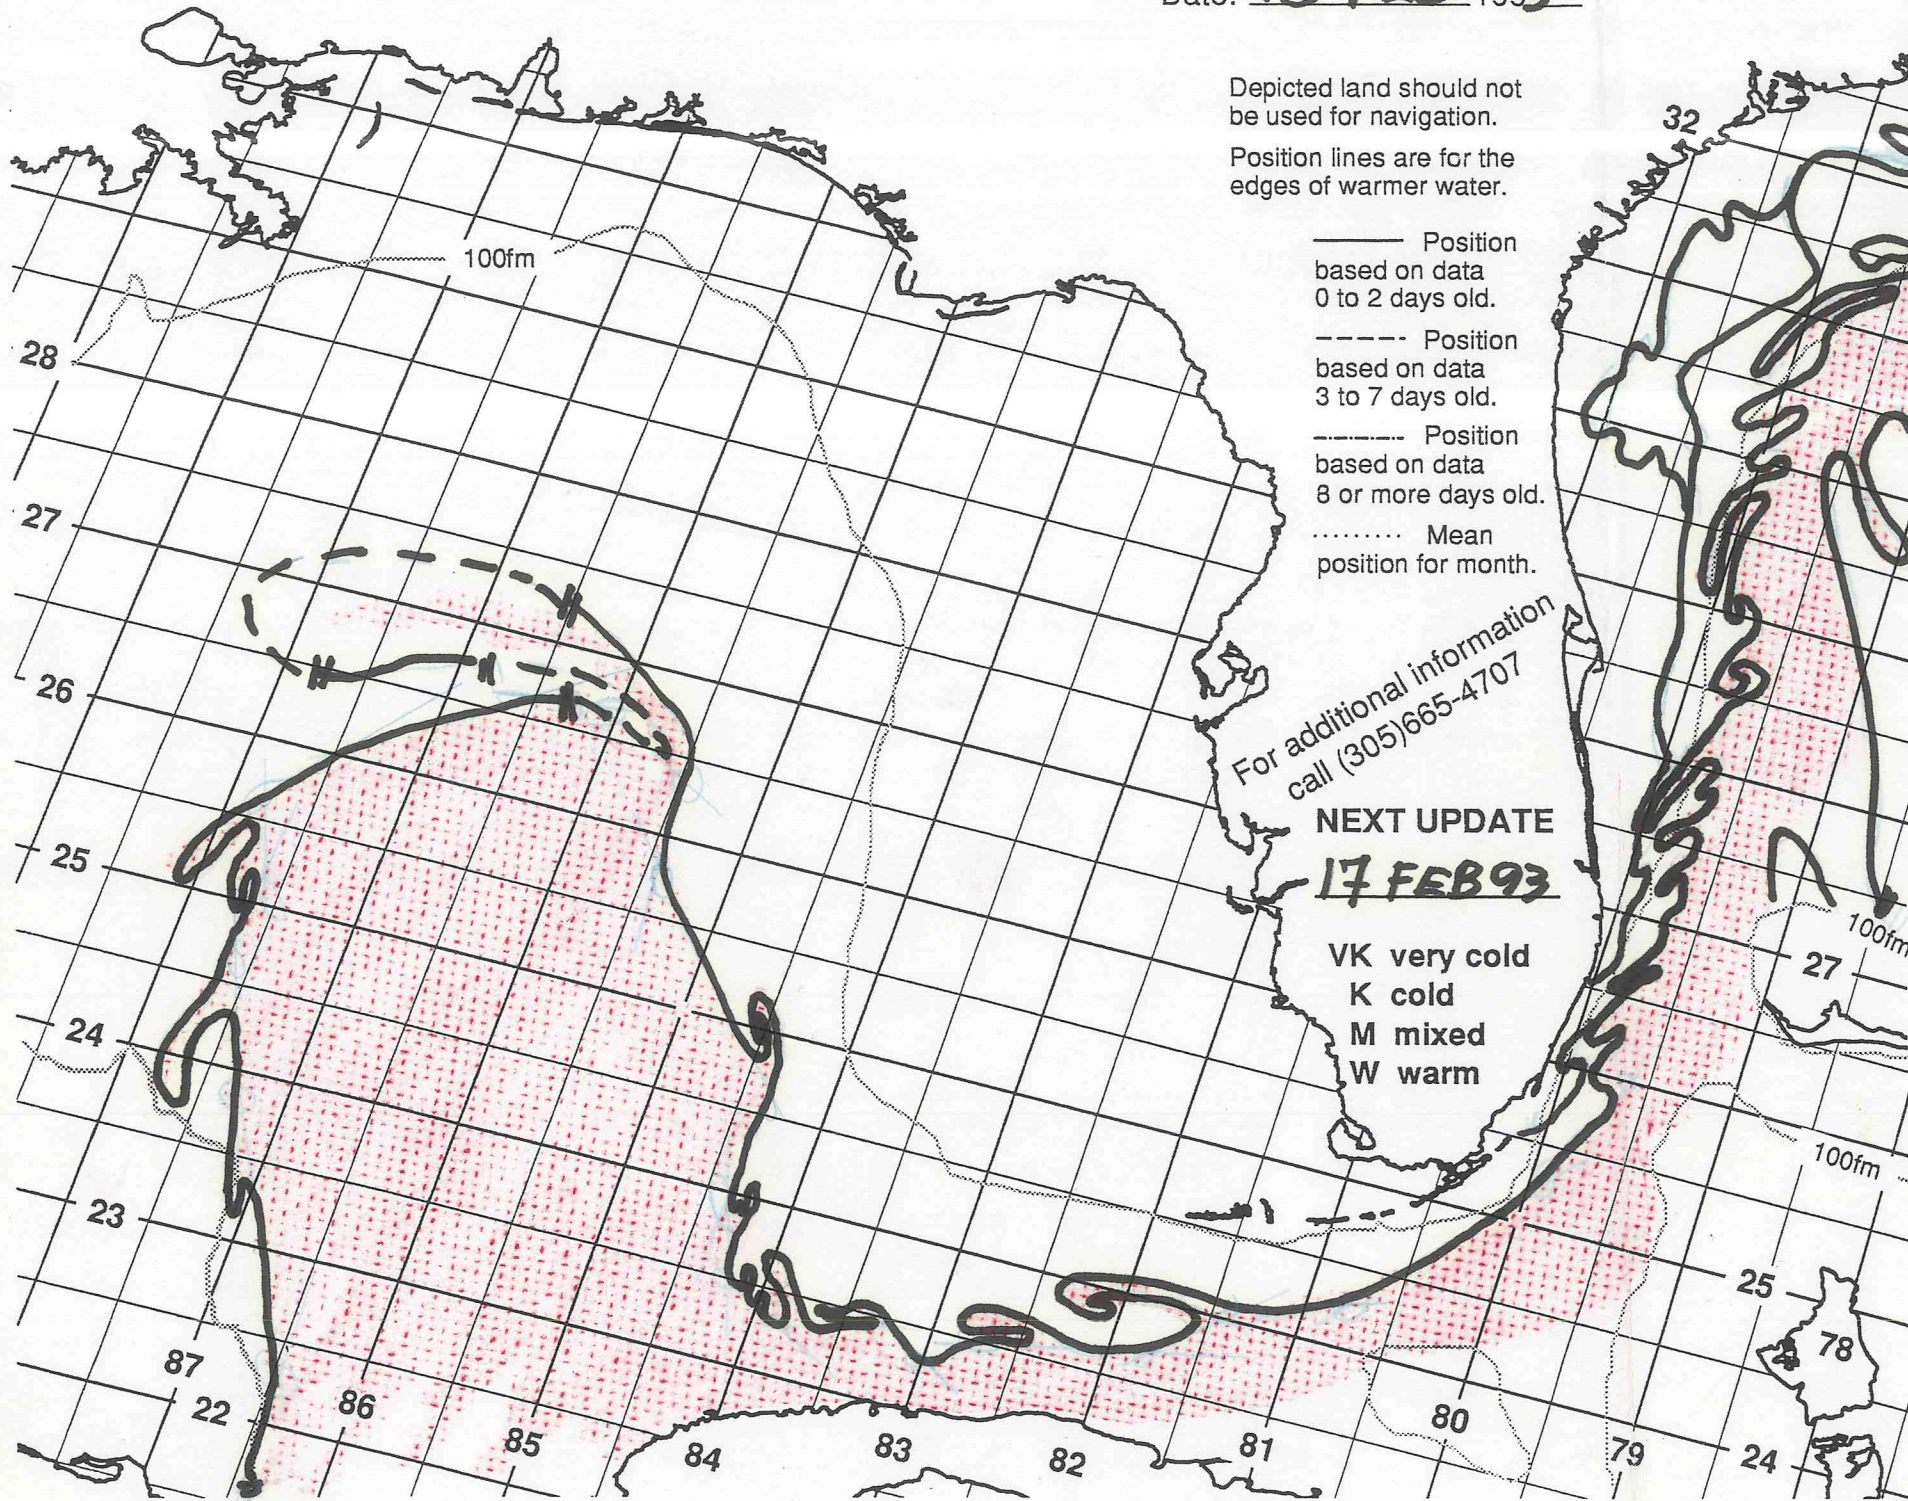 Date:
Depicted land should not
be used for navigation.
Position lines are for the
edges of warmer water.
Position
based on data
0 to 2 days old.
Position
based on data
3 to 7 days old.
Position
based on data
8 or more days old.
Mean
position for month.
For additional information
call (305)665-4707
NEXT UPDATE
17 FEB 93
VK very cold
K cold
M mixed
W warm
32
100fm
28
27
26
25
24
23
87
22
86
85
84
83
82
81
80
79
24
78
25
100fm
27
100fm